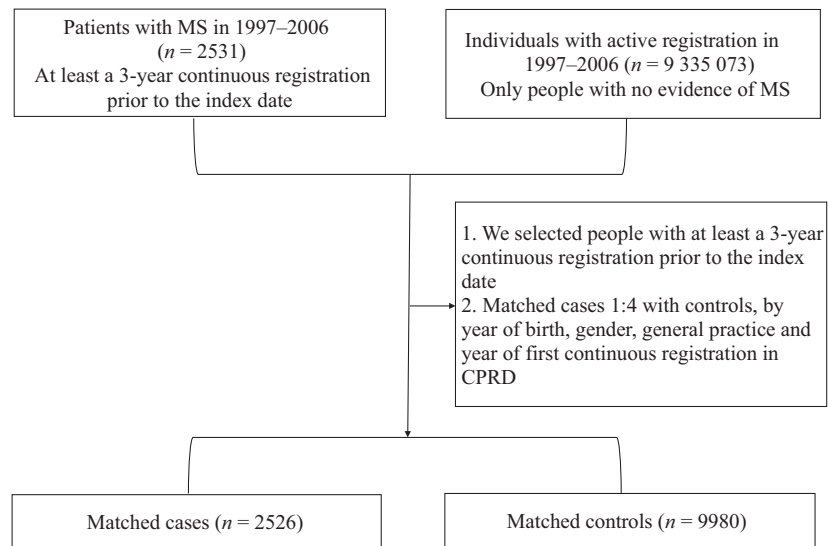 Patients with MS in 1997–2006
(n = 2531)
At least a 3-year continuous registration
prior to the index date
Individuals with active registration in
1997–2006 (n = 9 335 073)
Only people with no evidence of MS
1. We selected people with at least a 3-year
continuous registration prior to the index
date
2. Matched cases 1:4 with controls, by
year of birth, gender, general practice and
year of first continuous registration in
CPRD
Matched cases (n = 2526)
Matched controls (n = 9980)